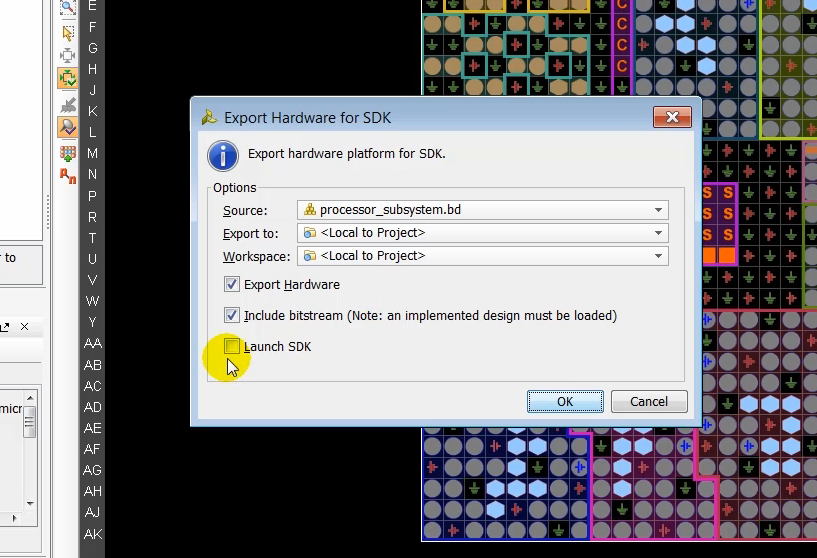 E
F
G
H
J
K
L
M
N
P
R
T
U
V
W
Y
AA
AB
AC
AD
AE
AF
AG
AH
AJ
AK
to
micr
C
C
C
C
S S
S
S
S
Export Hardware for SDK
Export hardware platform for SDK.
Options
Source: processor_subsystem.bd
Export to: <Local to Project>
Workspace: <Local to Project>
Export Hardware
Include bitstream (Note: an implemented design must be loaded)
Launch SDK
OK Cancel